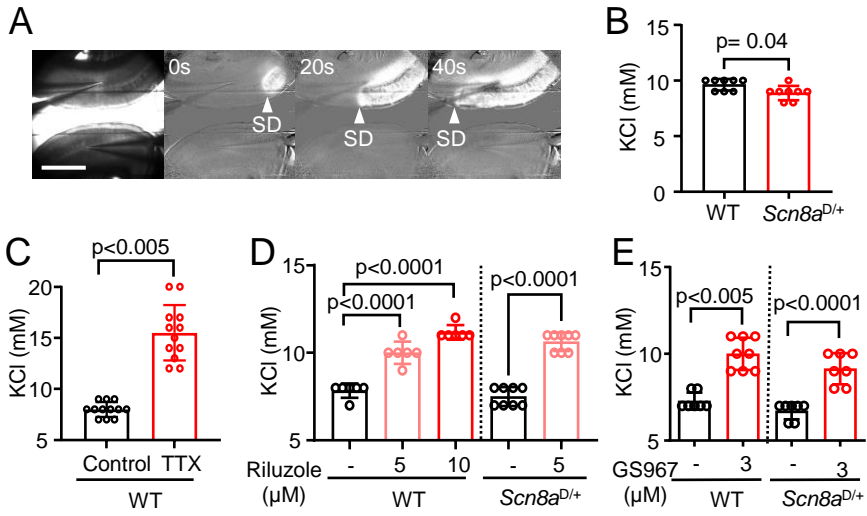 A
0s
20s
40s
SD
SD
SD
B
p= 0.04
KCl (mM)
15
10
5
0
WT
Scn8aD/+
C
p<0.005
KCl (mM)
20
15
10
5
Control
TTX
WT
D
p<0.0001
p<0.0001
p<0.0001
KCl (mM)
15
10
5
Riluzole
(μM)
-
5
10
-
5
WT
Scn8aD/+
E
p<0.005
p<0.0001
KCl (mM)
15
10
5
GS967
(μM)
-
3
-
3
WT
Scn8aD/+